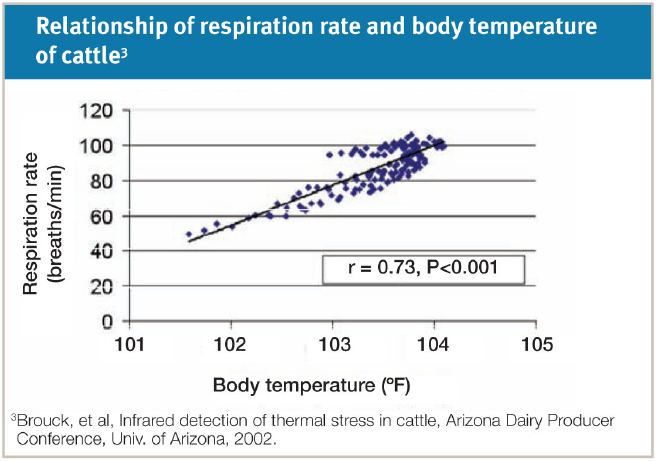 Relationship of respiration rate and body temperature
of cattle³
120
100
80
60
40
20
0
Respiration rate
(breaths/min)
r = 0.73, P<0.001
101 102 103 104 105
Body temperature (ºF)
³Brouck, et al, Infrared detection of thermal stress in cattle, Arizona Dairy Producer
Conference, Univ. of Arizona, 2002.